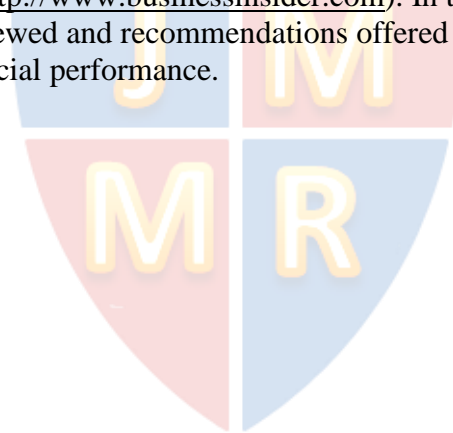 tp://www.businessinsider.com). In t
ewed and recommendations offered
cial performance.
J M
M R